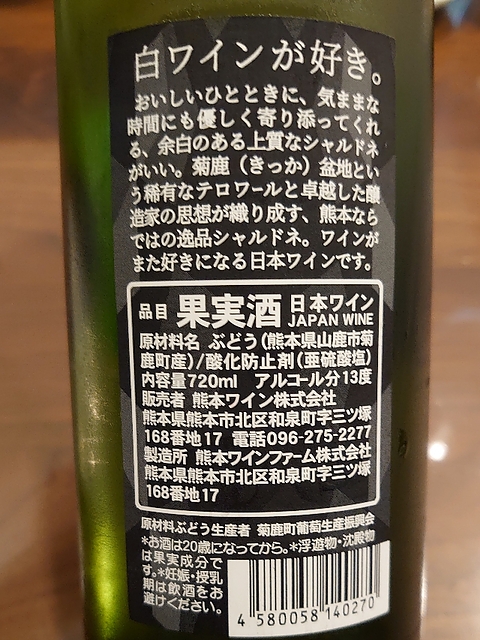 白ワインが好き。
おいしいひとときに、気ままな
時間にも優しく寄り添ってくれ
る、余白のある上質なシャルドネ
がいい。菊鹿（きっか）盆地とい
う稀有なテロワールと卓越した醸
造家の思想が織り成す、熊本なら
ではの逸品シャルドネ。ワインが
また好きになる日本ワインです。
品目 果実酒 日本ワイン
JAPAN WINE
原材料名 ぶどう（熊本県山鹿市菊
鹿町産）/酸化防止剤（亜硫酸塩）
内容量720ml アルコール分13度
販売者 熊本ワイン株式会社
熊本県熊本市北区和泉町字三ツ塚
168番地17 電話096-275-2277
製造所 熊本ワインファーム株式会社
熊本県熊本市北区和泉町字三ツ塚
168番地17
原材料ぶどう生産者 菊鹿町葡萄生産振興会
*お酒は20歳になってから。*浮遊物・沈殿物
は果実成分で
す。*妊娠・授乳
期は飲酒をお
避けください。
4 580058 140270